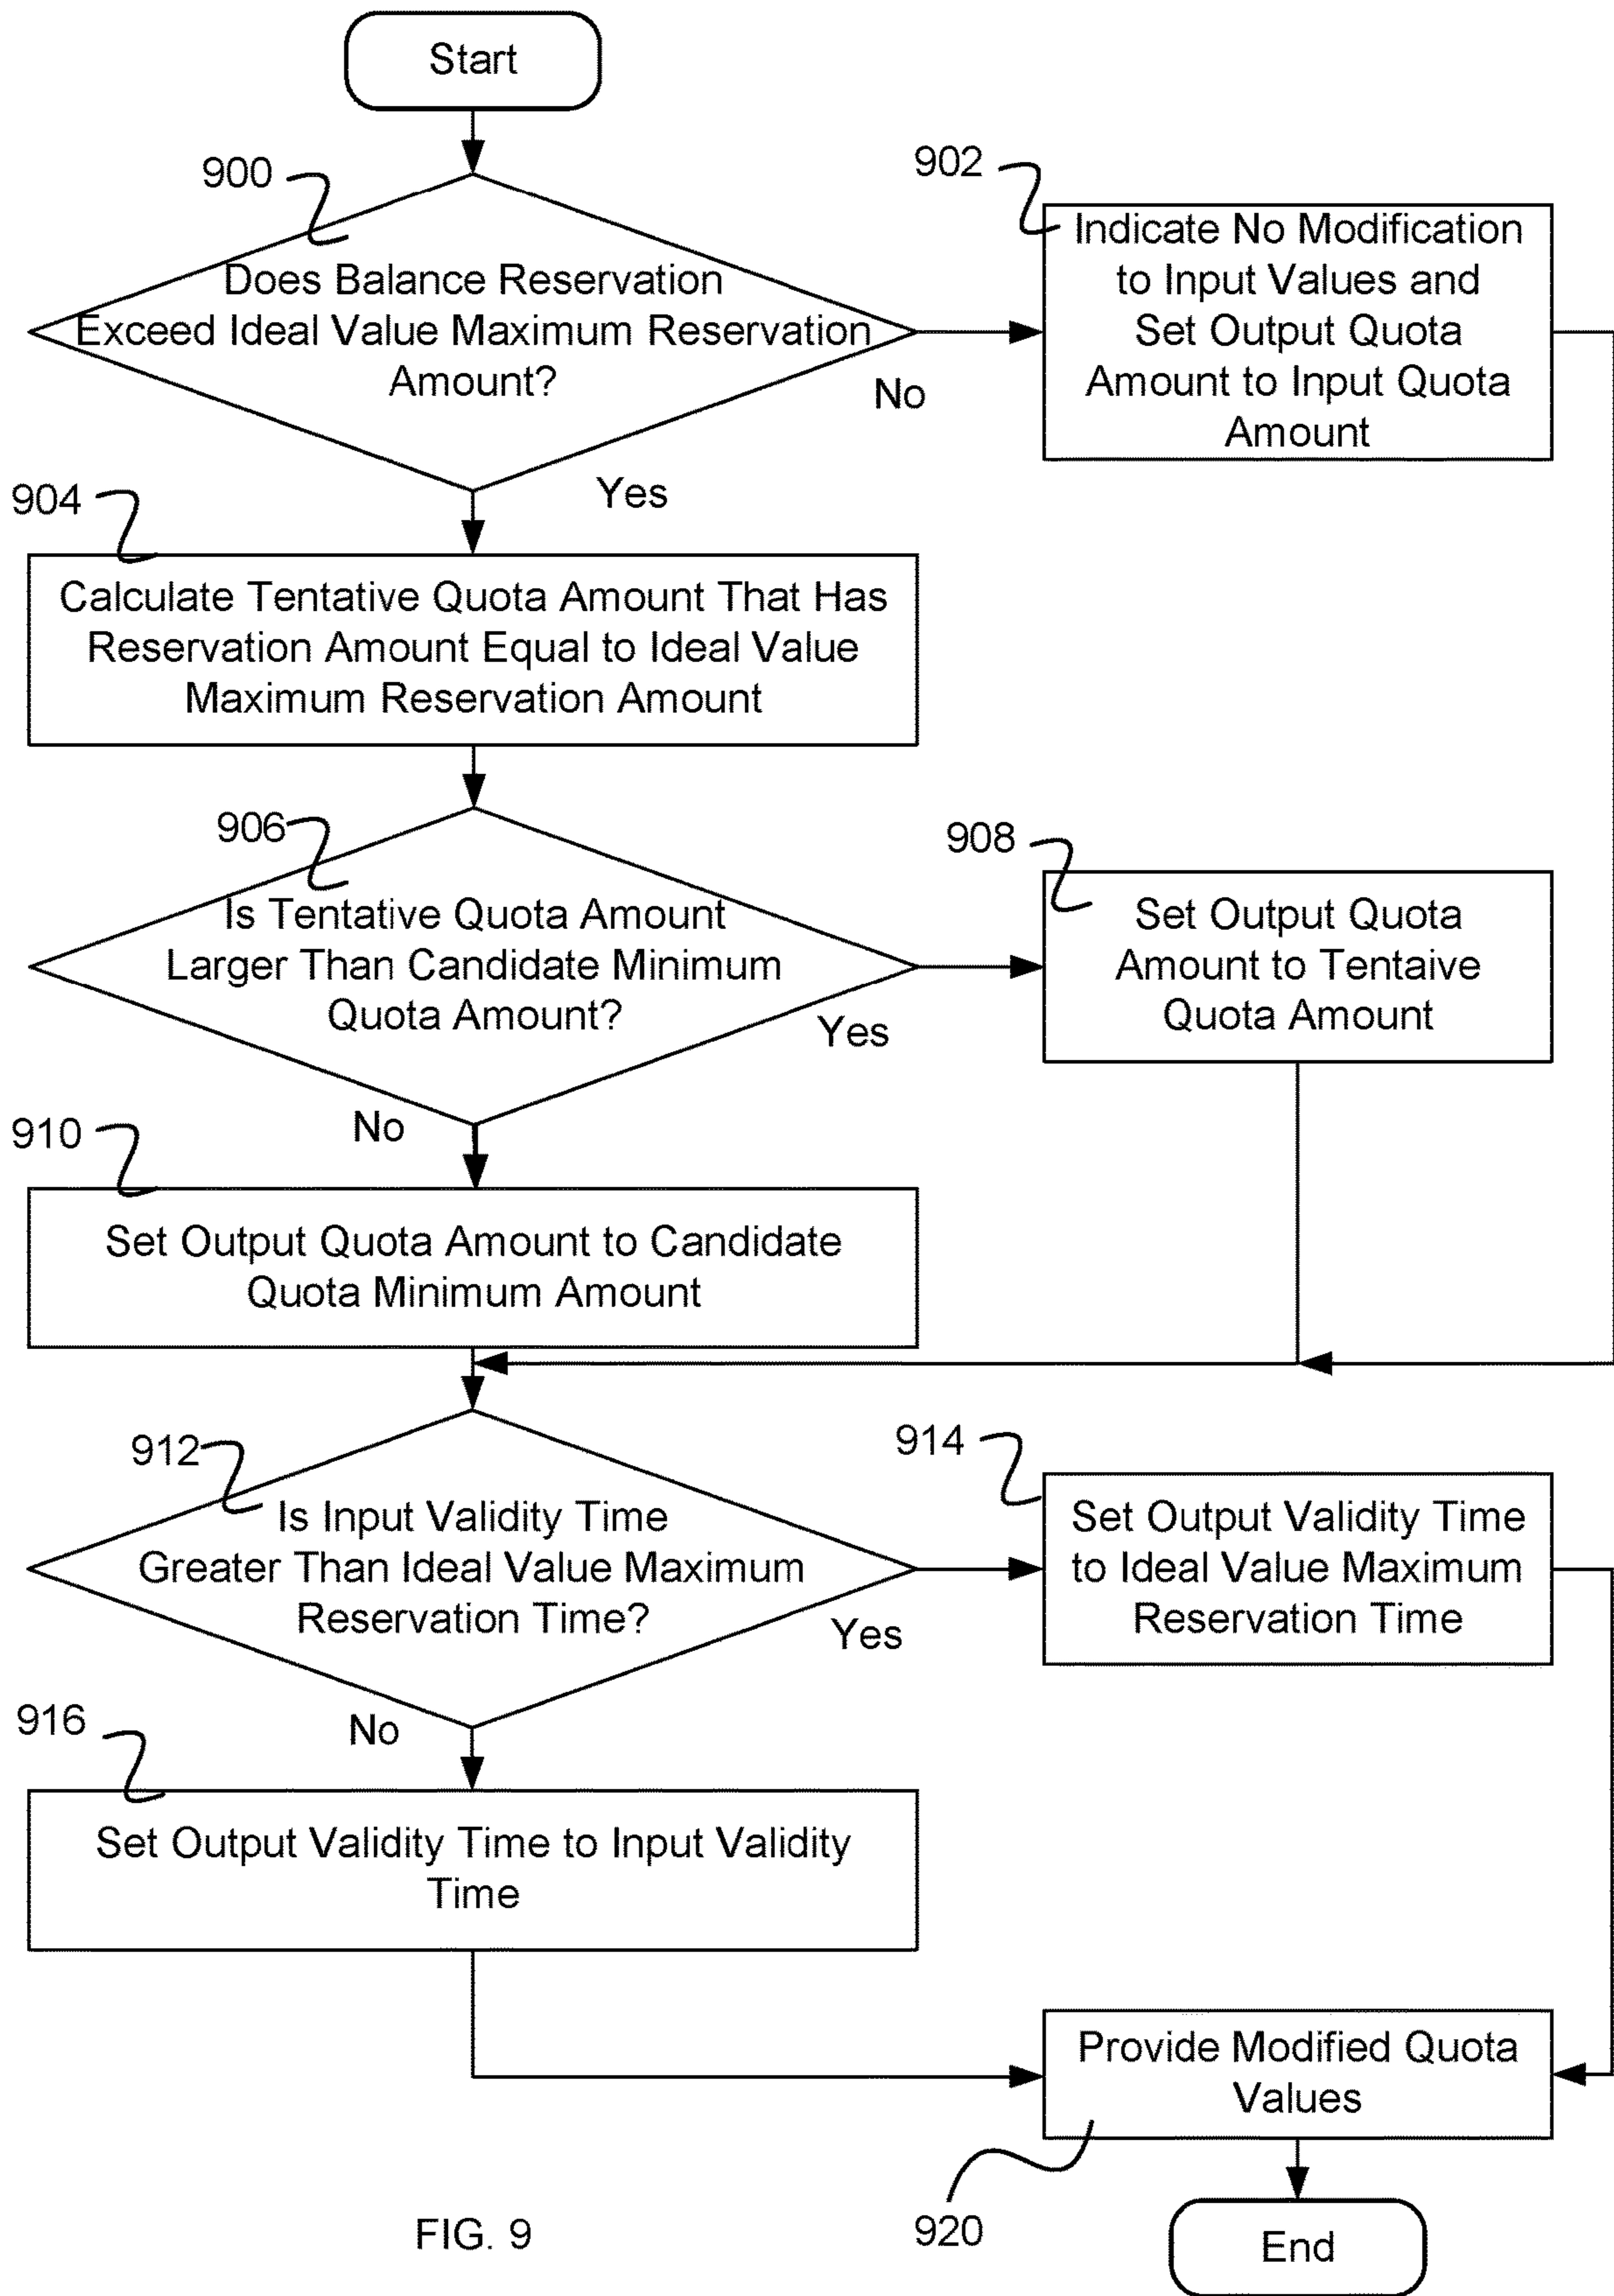 Start
900
Does Balance Reservation
Exceed Ideal Value Maximum Reservation
Amount?
No
Yes
902
Indicate No Modification
to Input Values and
Set Output Quota
Amount to Input Quota
Amount
904
Calculate Tentative Quota Amount That Has
Reservation Amount Equal to Ideal Value
Maximum Reservation Amount
906
Is Tentative Quota Amount
Larger Than Candidate Minimum
Quota Amount?
Yes
No
908
Set Output Quota
Amount to Tentaive
Quota Amount
910
Set Output Quota Amount to Candidate
Quota Minimum Amount
912
Is Input Validity Time
Greater Than Ideal Value Maximum
Reservation Time?
Yes
No
914
Set Output Validity Time
to Ideal Value Maximum
Reservation Time
916
Set Output Validity Time to Input Validity
Time
Provide Modified Quota
Values
920
End
FIG. 9